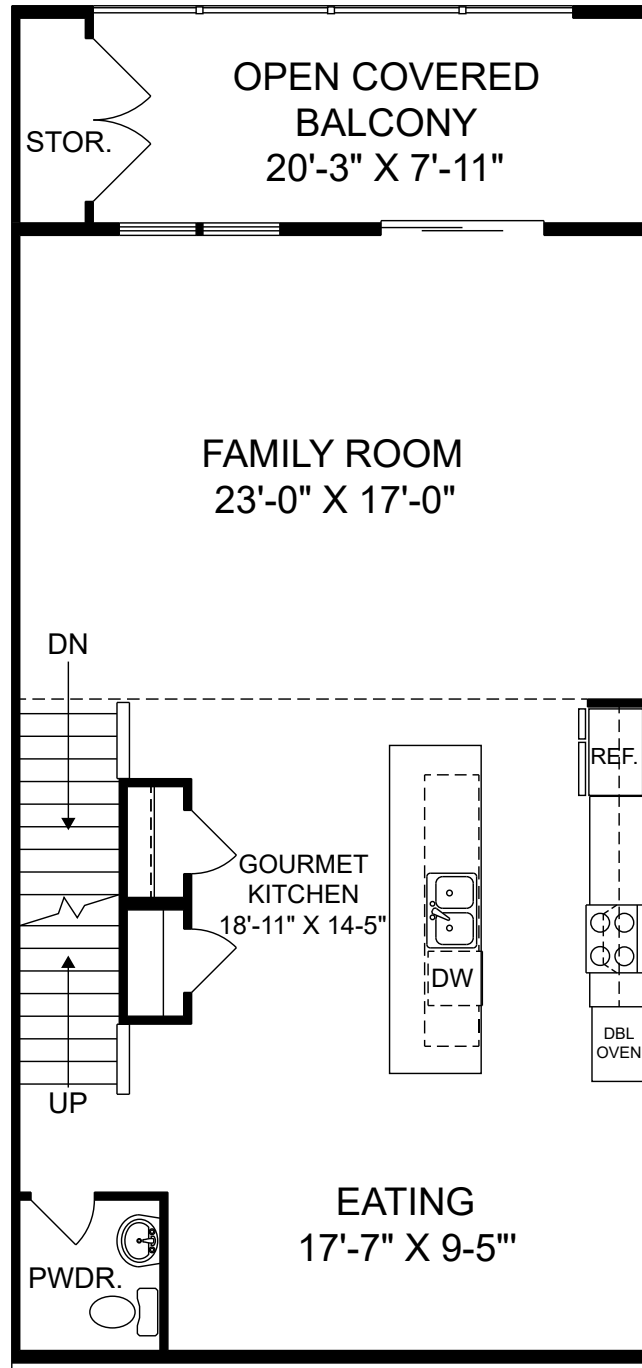 OPEN COVERED
BALCONY
20'-3" X 7'-11"
STOR.
FAMILY ROOM
23'-0" X 17'-0"
DN
REF.
GOURMET
KITCHEN
18'-11" X 14-5"
DW
DBL
OVEN
UP
EATING
17'-7" X 9-5"'
PWDR.